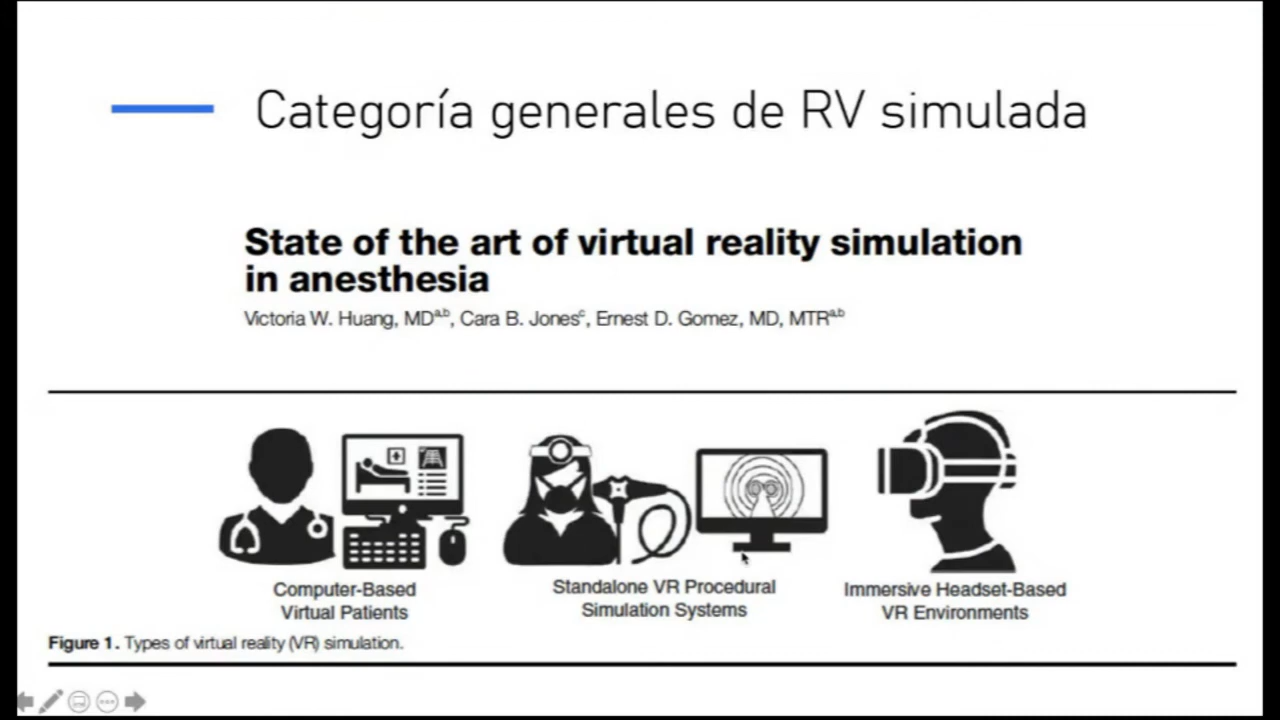 Categoría generales de RV simulada
State of the art of virtual reality simulation
in anesthesia
Victoria W. Huang, MDa,b, Cara B. Jonesc, Ernest D. Gomez, MD, MTRa,b
Computer-Based
Virtual Patients
Standalone VR Procedural
Simulation Systems
Immersive Headset-Based
VR Environments
Figure 1. Types of virtual reality (VR) simulation.